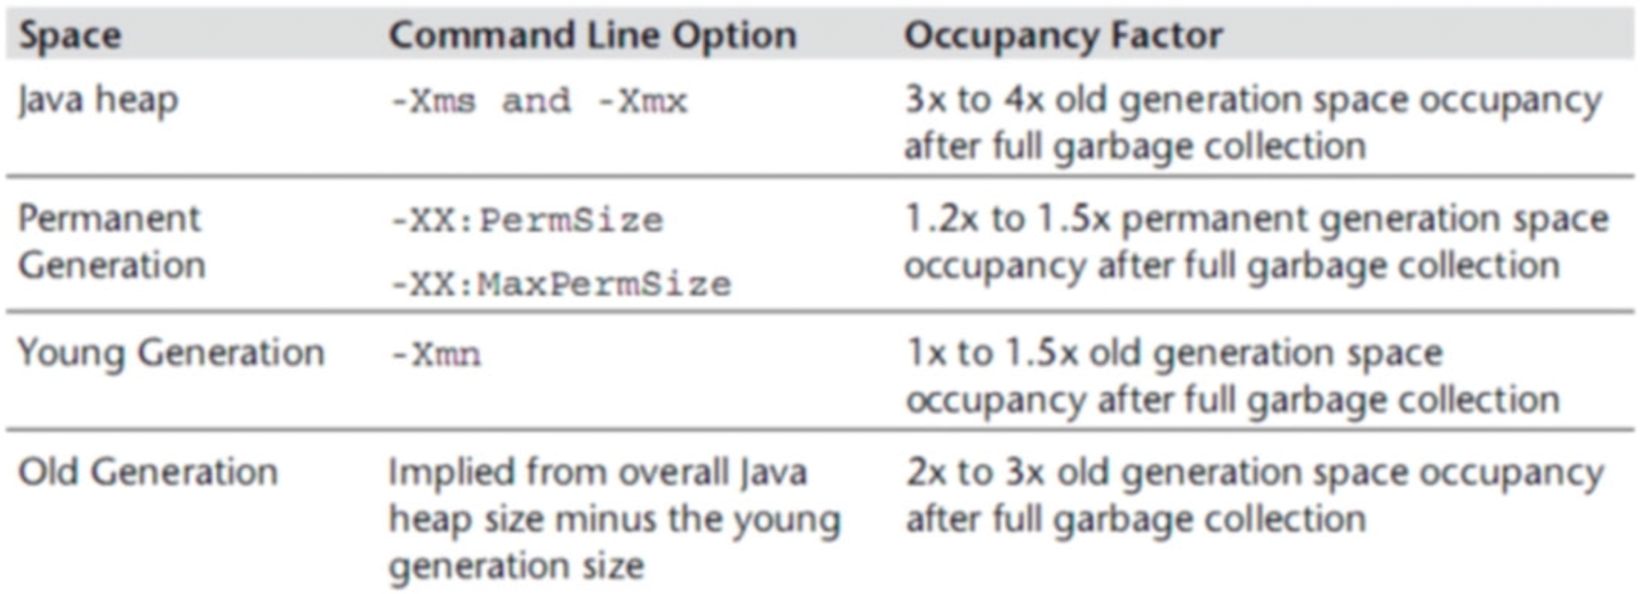 Space Command Line Option Occupancy Factor
Java heap -Xms and -Xmx 3x to 4x old generation space occupancy
after full garbage collection
Permanent -XX:PermSize 1.2x to 1.5x permanent generation space
Generation -XX:MaxPermSize occupancy after full garbage collection
Young Generation -Xmn 1x to 1.5x old generation space
occupancy after full garbage collection
Old Generation Implied from overall Java 2x to 3x old generation space occupancy
heap size minus the young after full garbage collection
generation size